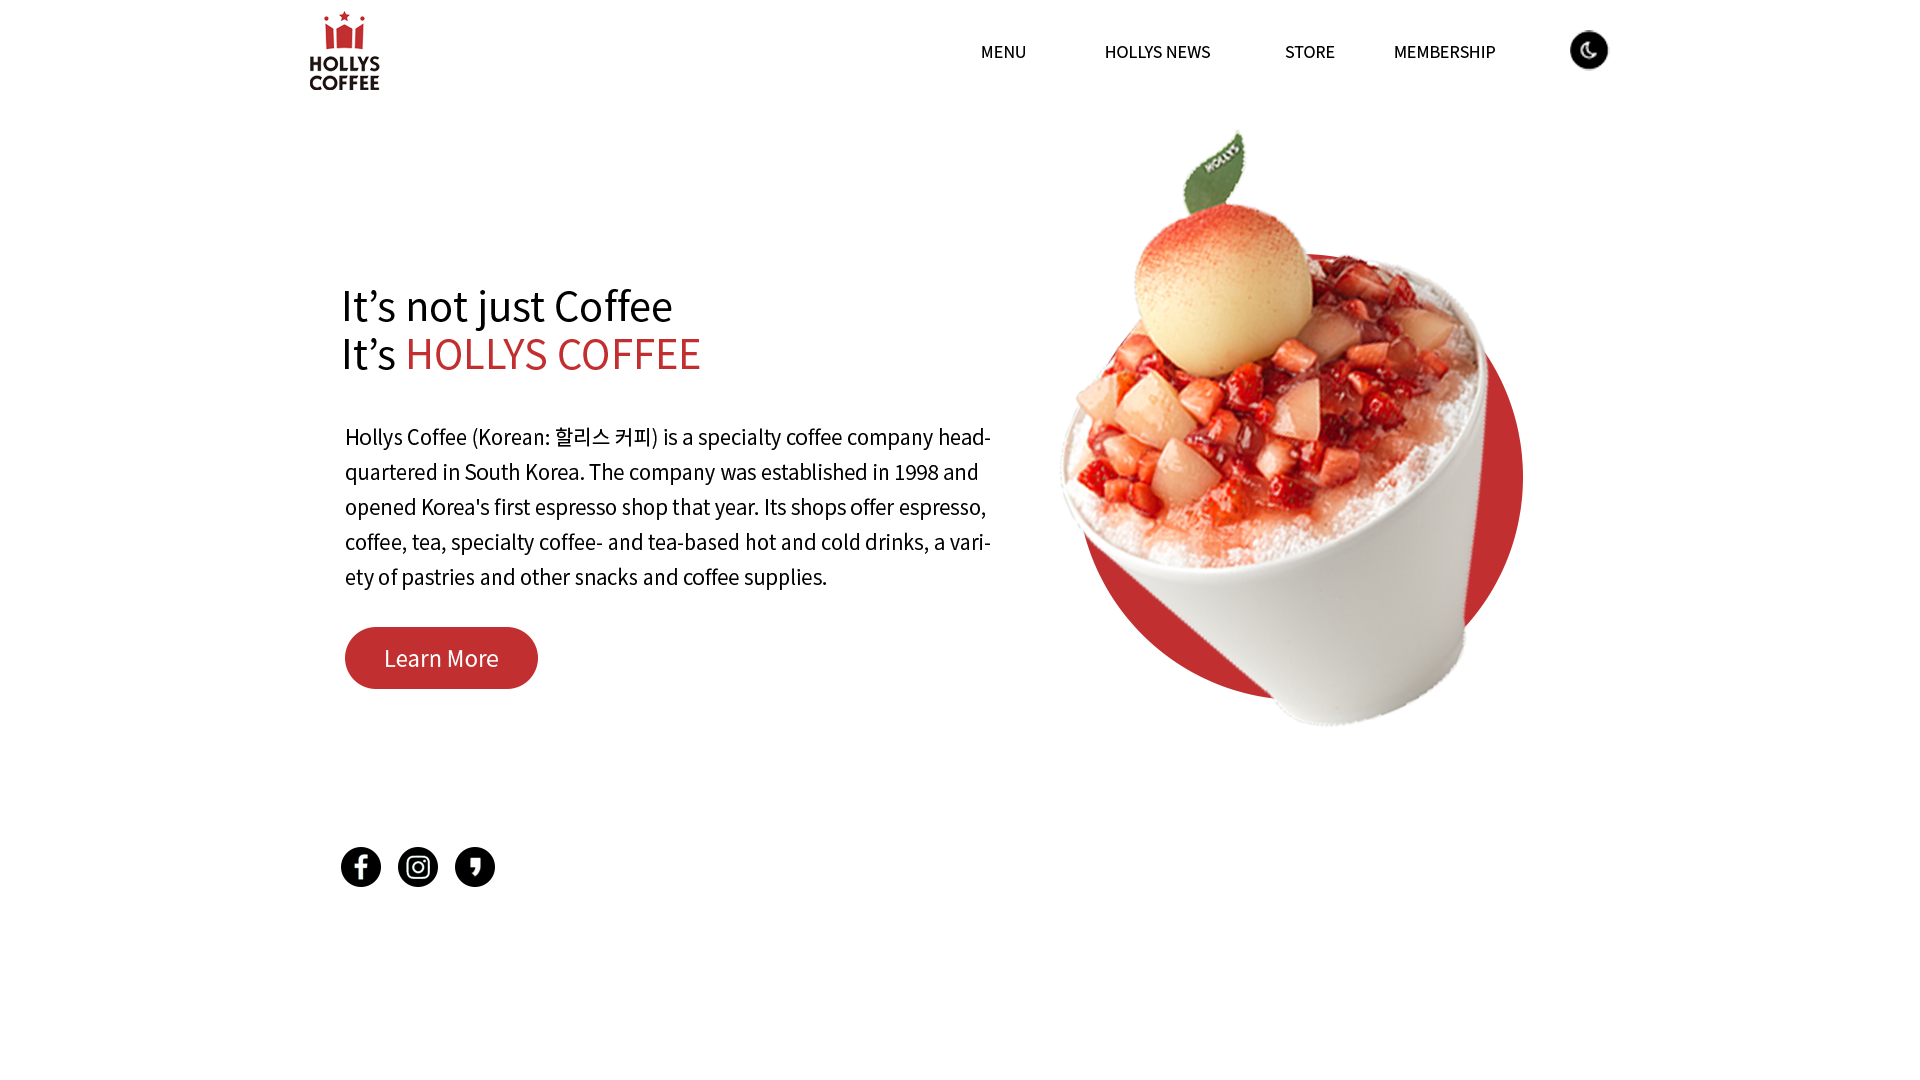 HOLLYS
COFFEE
MENU
HOLLYS NEWS
STORE
MEMBERSHIP
HOLLYS
It’s not just Coffee
It’s HOLLYS COFFEE
Hollys Coffee (Korean: 할리스 커피) is a specialty coffee company head-
quartered in South Korea. The company was established in 1998 and
opened Korea's first espresso shop that year. Its shops offer espresso,
coffee, tea, specialty coffee- and tea-based hot and cold drinks, a vari-
ety of pastries and other snacks and coffee supplies.
Learn More